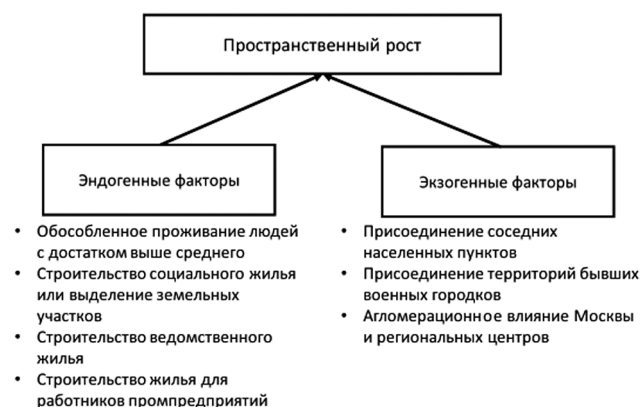 Пространственный рост
Эндогенные факторы
Экзогенные факторы
• Обособленное проживание людей
с достатком выше среднего
• Строительство социального жилья
или выделение земельных
участков
• Строительство ведомственного
жилья
• Строительство жилья для
работников промпредприятий
• Присоединение соседних
населенных пунктов
• Присоединение территорий бывших
военных городков
• Агломерационное влияние Москвы
и региональных центров